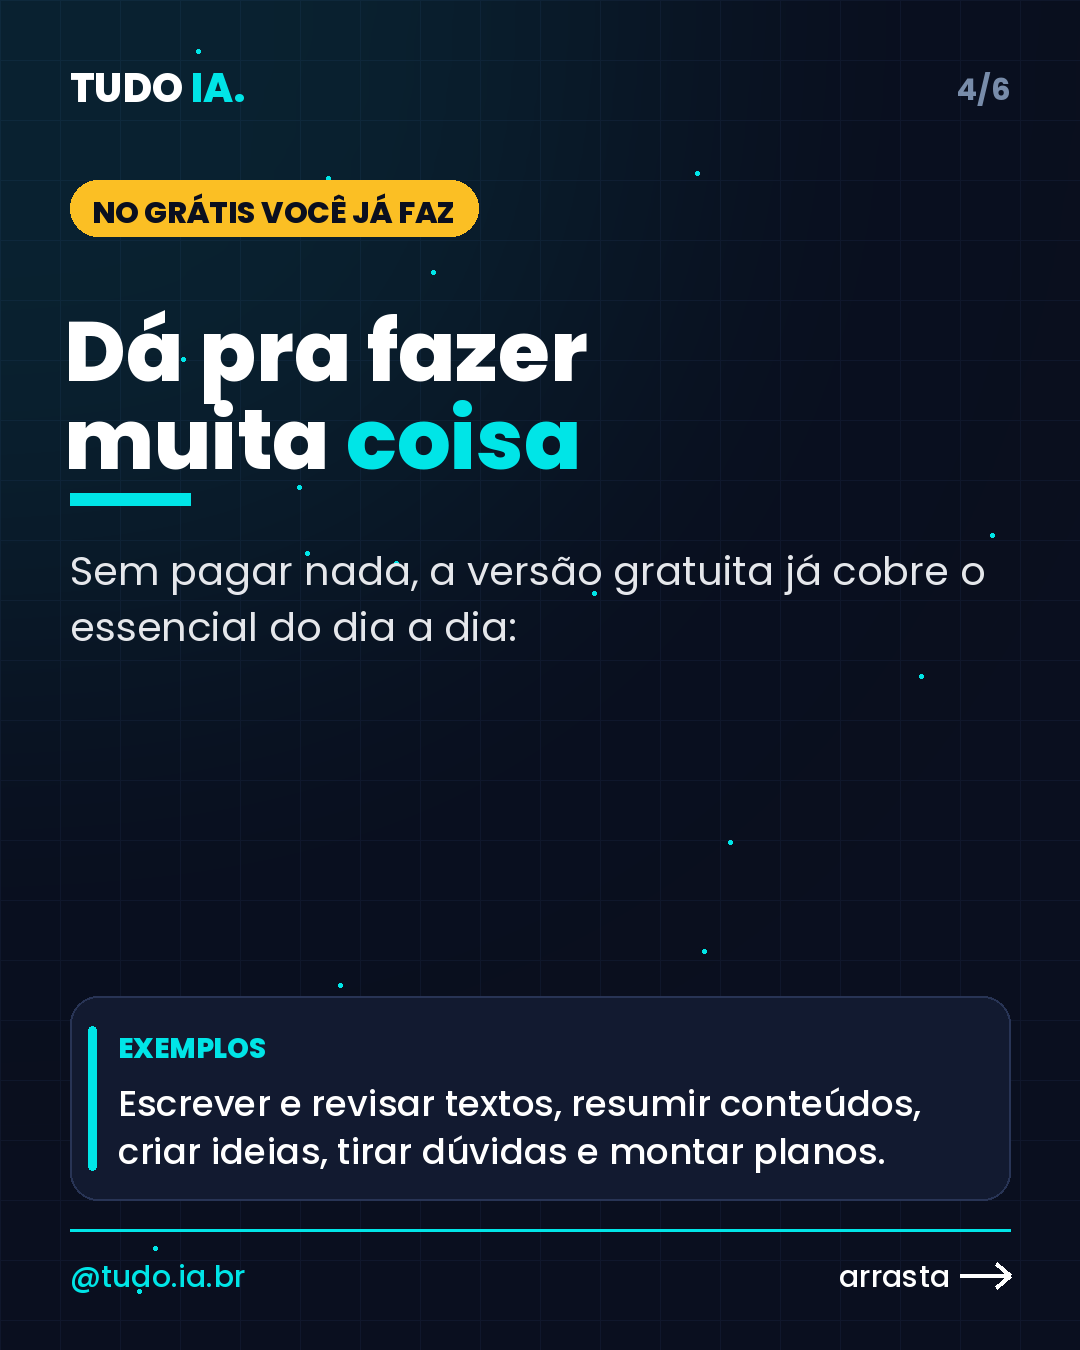 TUDO IA.
4/6
NO GRÁTIS VOCÊ JÁ FAZ
Dá pra fazer
muita coisa
Sem pagar nada, a versão gratuita já cobre o
essencial do dia a dia:
EXEMPLOS
Escrever e revisar textos, resumir conteúdos,
criar ideias, tirar dúvidas e montar planos.
@tudo.ia.br
arrasta